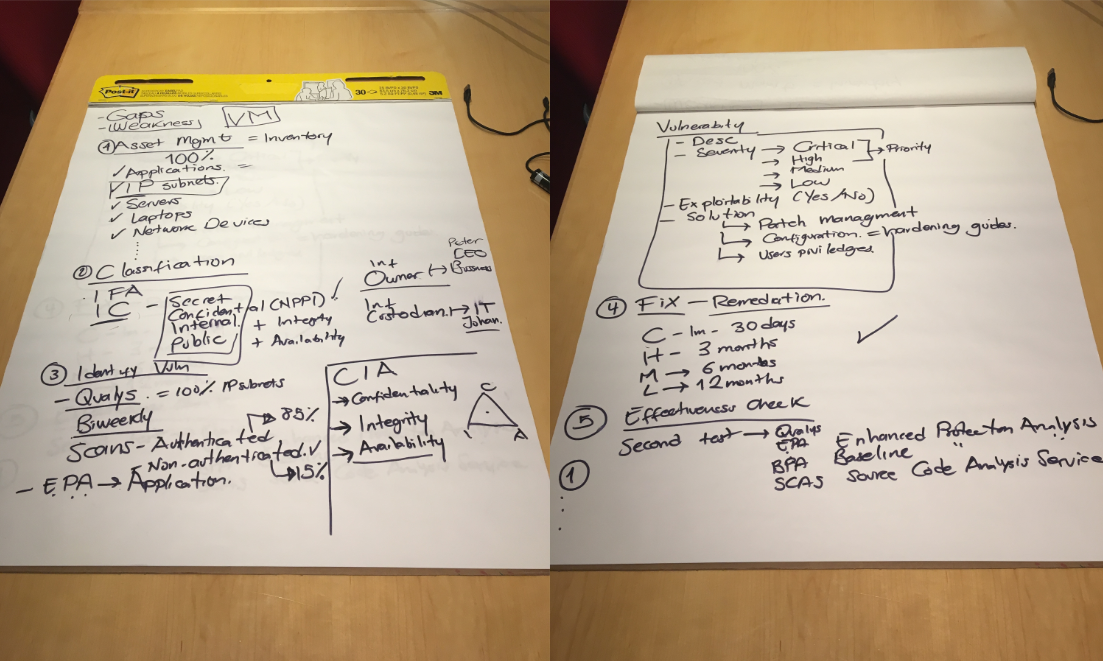 Post-it
30
3M
- Gaps
- (Weakness)
VM
① Asset Mgmt = Inventory
100%
✓ Applications. =
✓ IP subnets.
✓ Servers
✓ Laptops
✓ Network Devices
② Classification
IFA
IC - Secret
Confidential (NPPI)
Internal. + Integrity
Public + Availability
Int
Owner ↔ Bussness
Peter
CEO
Int
Custodian. → IT
Johan.
③ Identify Vuln
- Qualys. = 100% IP subnets
Biweekly
→ 85%
Scans - Authenticated
Non-authenticated. ✓
↳ 15%
- EPA → Application.
CIA
→ Confidentiality
→ Integrity
→ Availability
C
I
A
Vulnerabity
- Desc
- Severity → Critical
→ High
→ Medium
→ Low
→ Priority
- Exploitability (Yes/No)
- Solution
↳ Patch managment
↳ Configuration. = Hardening guides.
↳ Users priviledges.
④ Fix - Remediation.
C - 1m - 30 days
H - 3 months
M → 6 months
L → 12 months
✓
⑤ Effectiveness Check
Second test → Qualys
EPA Enhanced Protection Analysis
BPA Baseline " "
SCAS Source Code Analysis Service
①